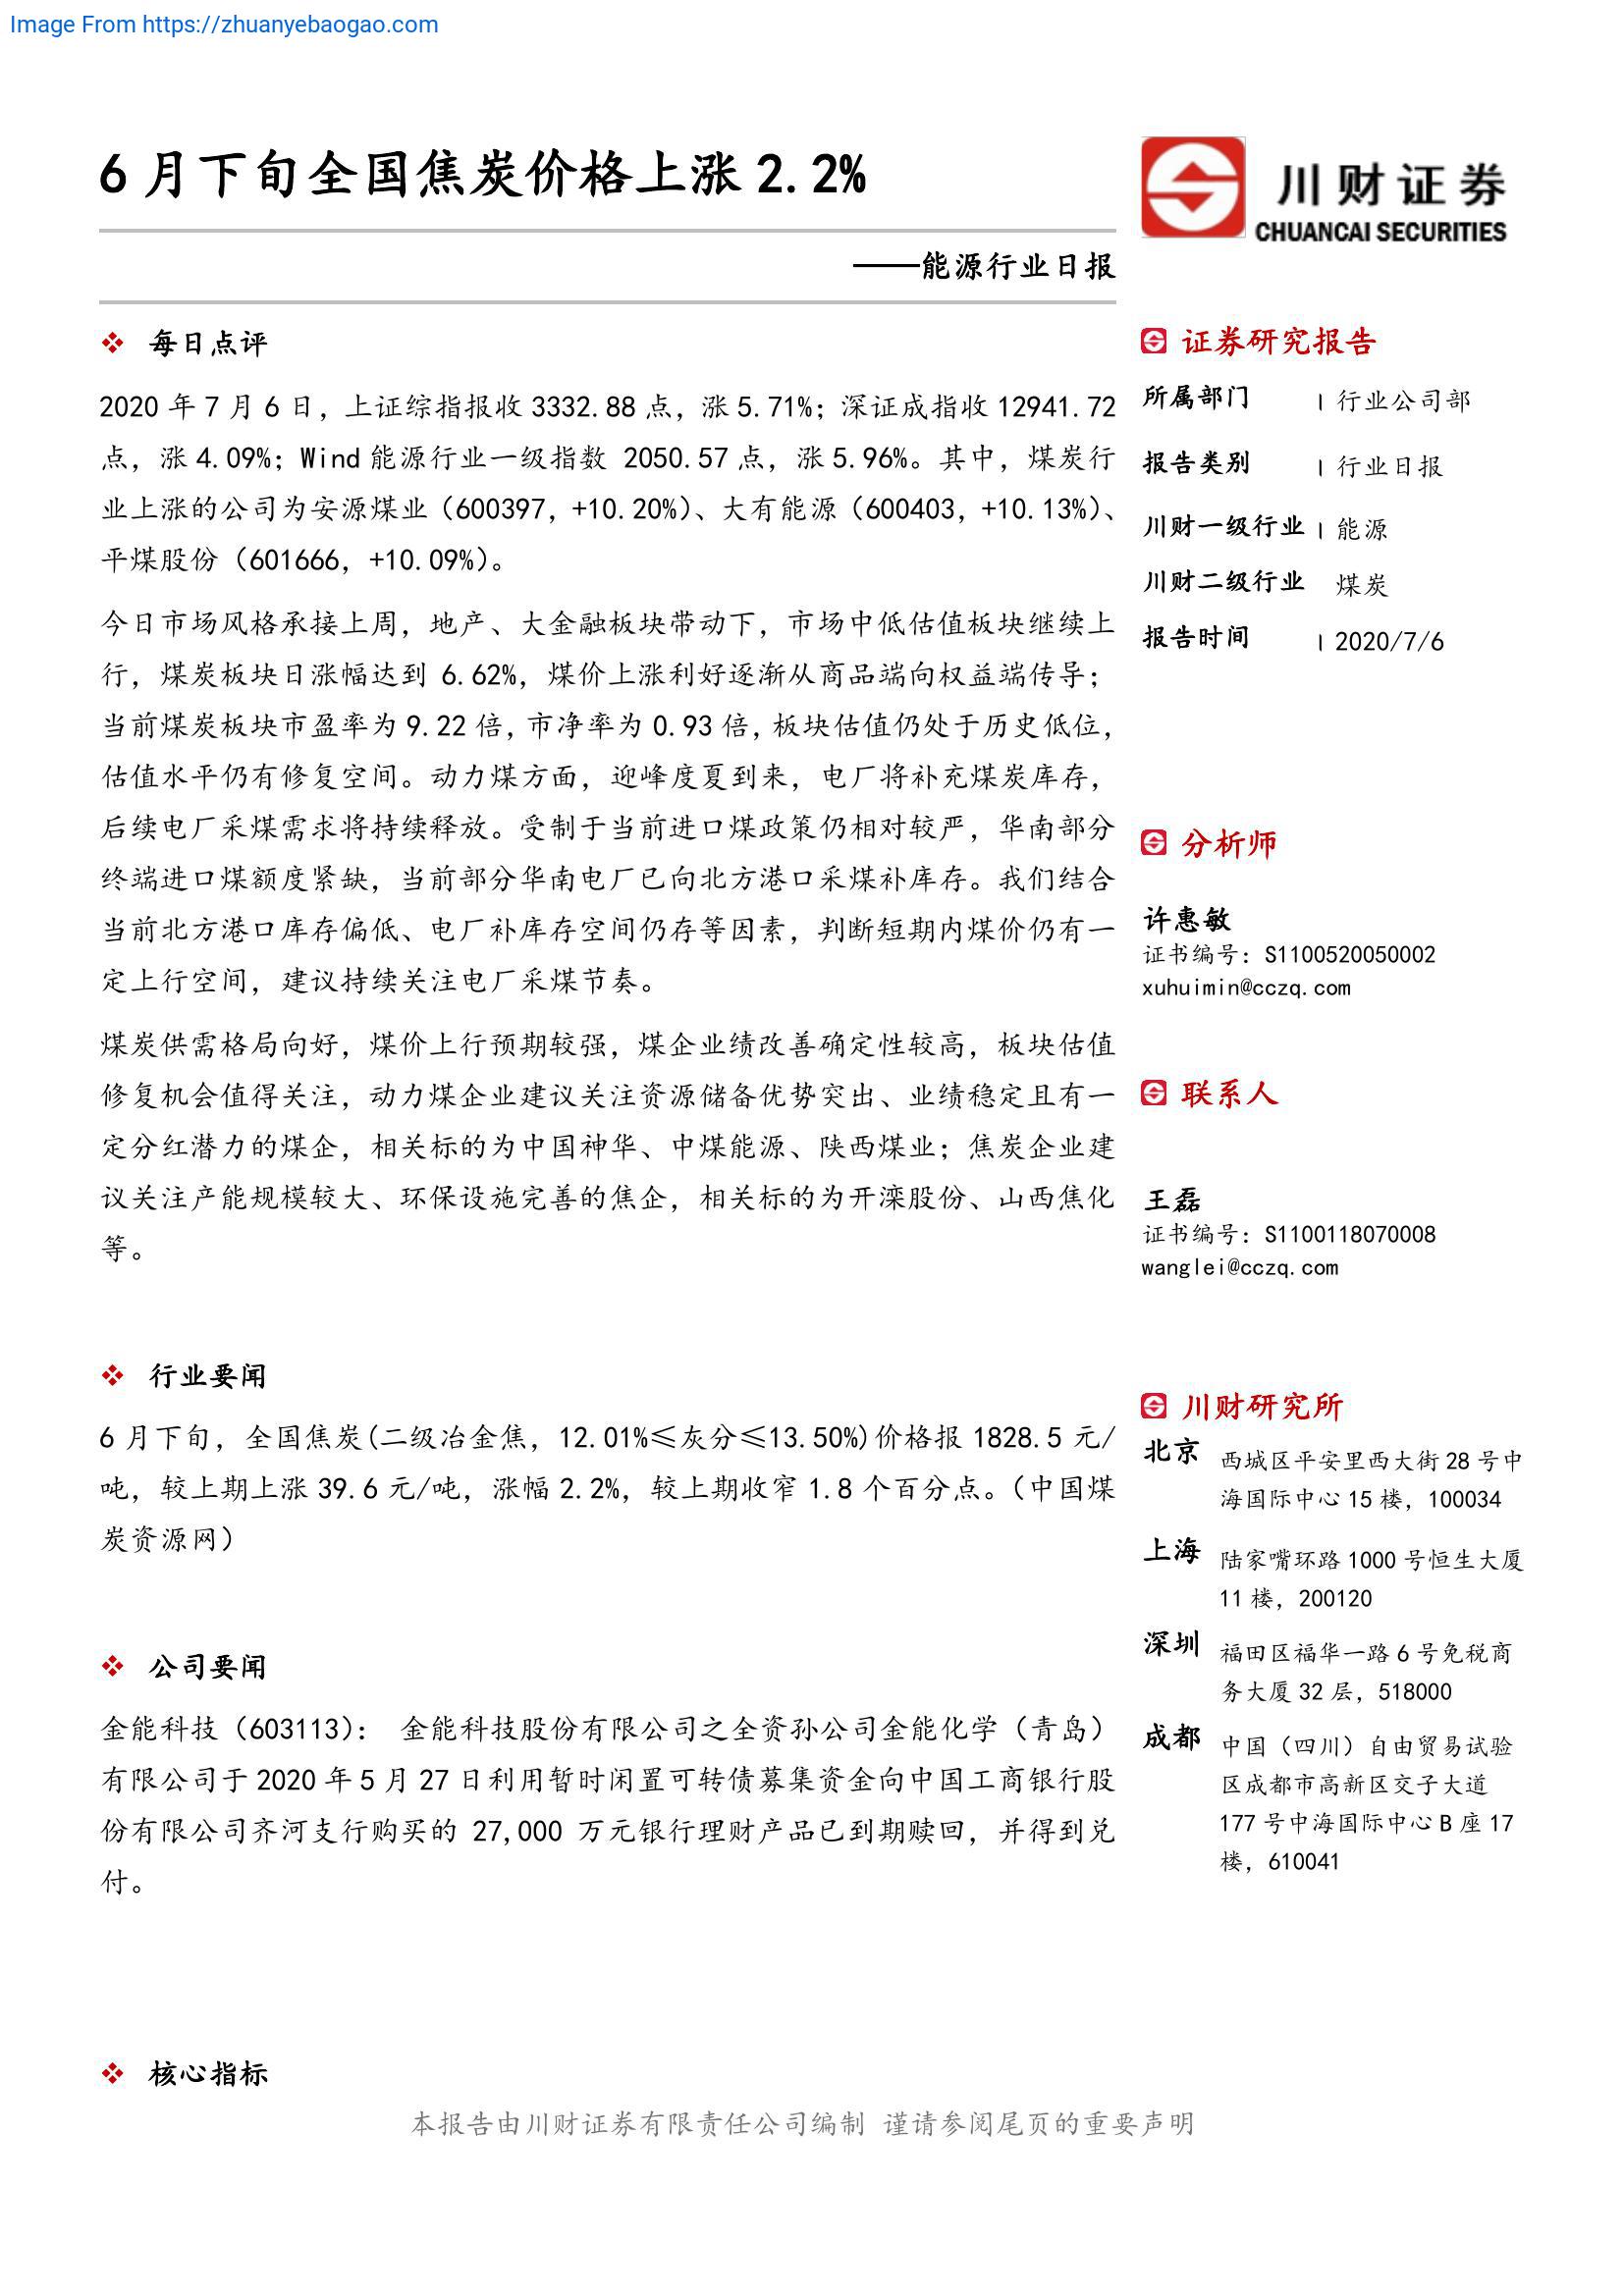 Image From https://zhuanyebaogao.com
6月下旬全国焦炭价格上涨2.2%
——能源行业日报
❖ 每日点评
2020年7月6日，上证综指报收3332.88点，涨5.71%；深证成指收12941.72
点，涨4.09%；Wind能源行业一级指数 2050.57点，涨5.96%。其中，煤炭行
业上涨的公司为安源煤业（600397，+10.20%）、大有能源（600403，+10.13%）、
平煤股份（601666，+10.09%）。
今日市场风格承接上周，地产、大金融板块带动下，市场中低估值板块继续上
行，煤炭板块日涨幅达到 6.62%，煤价上涨利好逐渐从商品端向权益端传导；
当前煤炭板块市盈率为9.22倍，市净率为0.93倍，板块估值仍处于历史低位，
估值水平仍有修复空间。动力煤方面，迎峰度夏到来，电厂将补充煤炭库存，
后续电厂采煤需求将持续释放。受制于当前进口煤政策仍相对较严，华南部分
终端进口煤额度紧缺，当前部分华南电厂已向北方港口采煤补库存。我们结合
当前北方港口库存偏低、电厂补库存空间仍存等因素，判断短期内煤价仍有一
定上行空间，建议持续关注电厂采煤节奏。
煤炭供需格局向好，煤价上行预期较强，煤企业绩改善确定性较高，板块估值
修复机会值得关注，动力煤企业建议关注资源储备优势突出、业绩稳定且有一
定分红潜力的煤企，相关标的为中国神华、中煤能源、陕西煤业；焦炭企业建
议关注产能规模较大、环保设施完善的焦企，相关标的为开滦股份、山西焦化
等。
❖ 行业要闻
6月下旬，全国焦炭(二级冶金焦，12.01%≤灰分≤13.50%)价格报1828.5元/
吨，较上期上涨39.6元/吨，涨幅2.2%，较上期收窄1.8个百分点。（中国煤
炭资源网）
❖ 公司要闻
金能科技（603113）： 金能科技股份有限公司之全资孙公司金能化学（青岛）
有限公司于2020年5月27日利用暂时闲置可转债募集资金向中国工商银行股
份有限公司齐河支行购买的 27,000 万元银行理财产品已到期赎回，并得到兑
付。
❖ 核心指标
川财证券
CHUANCAI SECURITIES
证券研究报告
所属部门 | 行业公司部
报告类别 | 行业日报
川财一级行业 | 能源
川财二级行业 煤炭
报告时间 | 2020/7/6
分析师
许惠敏
证书编号：S1100520050002
xuhuimin@cczq.com
联系人
王磊
证书编号：S1100118070008
wanglei@cczq.com
川财研究所
北京 西城区平安里西大街28号中
海国际中心15楼，100034
上海 陆家嘴环路1000号恒生大厦
11楼，200120
深圳 福田区福华一路6号免税商
务大厦32层，518000
成都 中国（四川）自由贸易试验
区成都市高新区交子大道
177号中海国际中心B座17
楼，610041
本报告由川财证券有限责任公司编制 谨请参阅尾页的重要声明